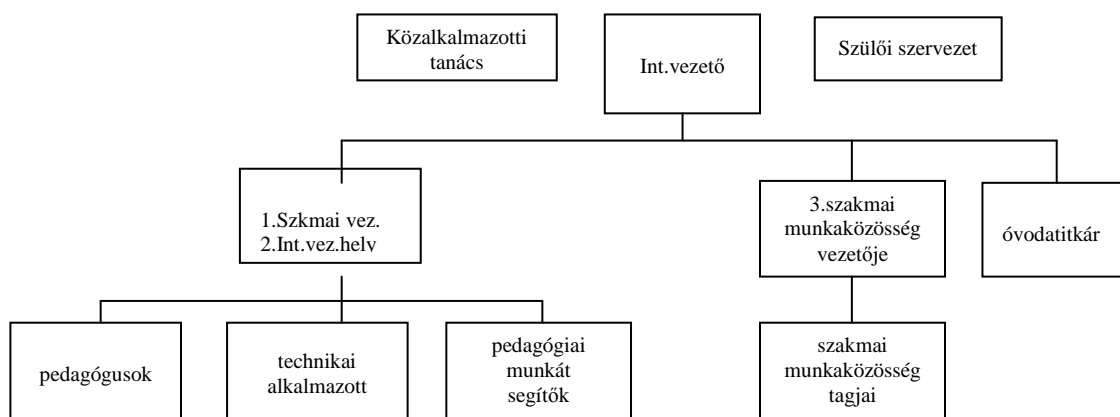 Közalkalmazotti
tanács
Int.vezető
Szülői szervezet
1.Szkmai vez.
2.Int.vez.hely
3.szakmai
munkaközösség
vezetője
óvodatitkár
pedagógusok
technikai
alkalmazott
pedagógiai
munkát
segítők
szakmai
munkaközösség
tagjai